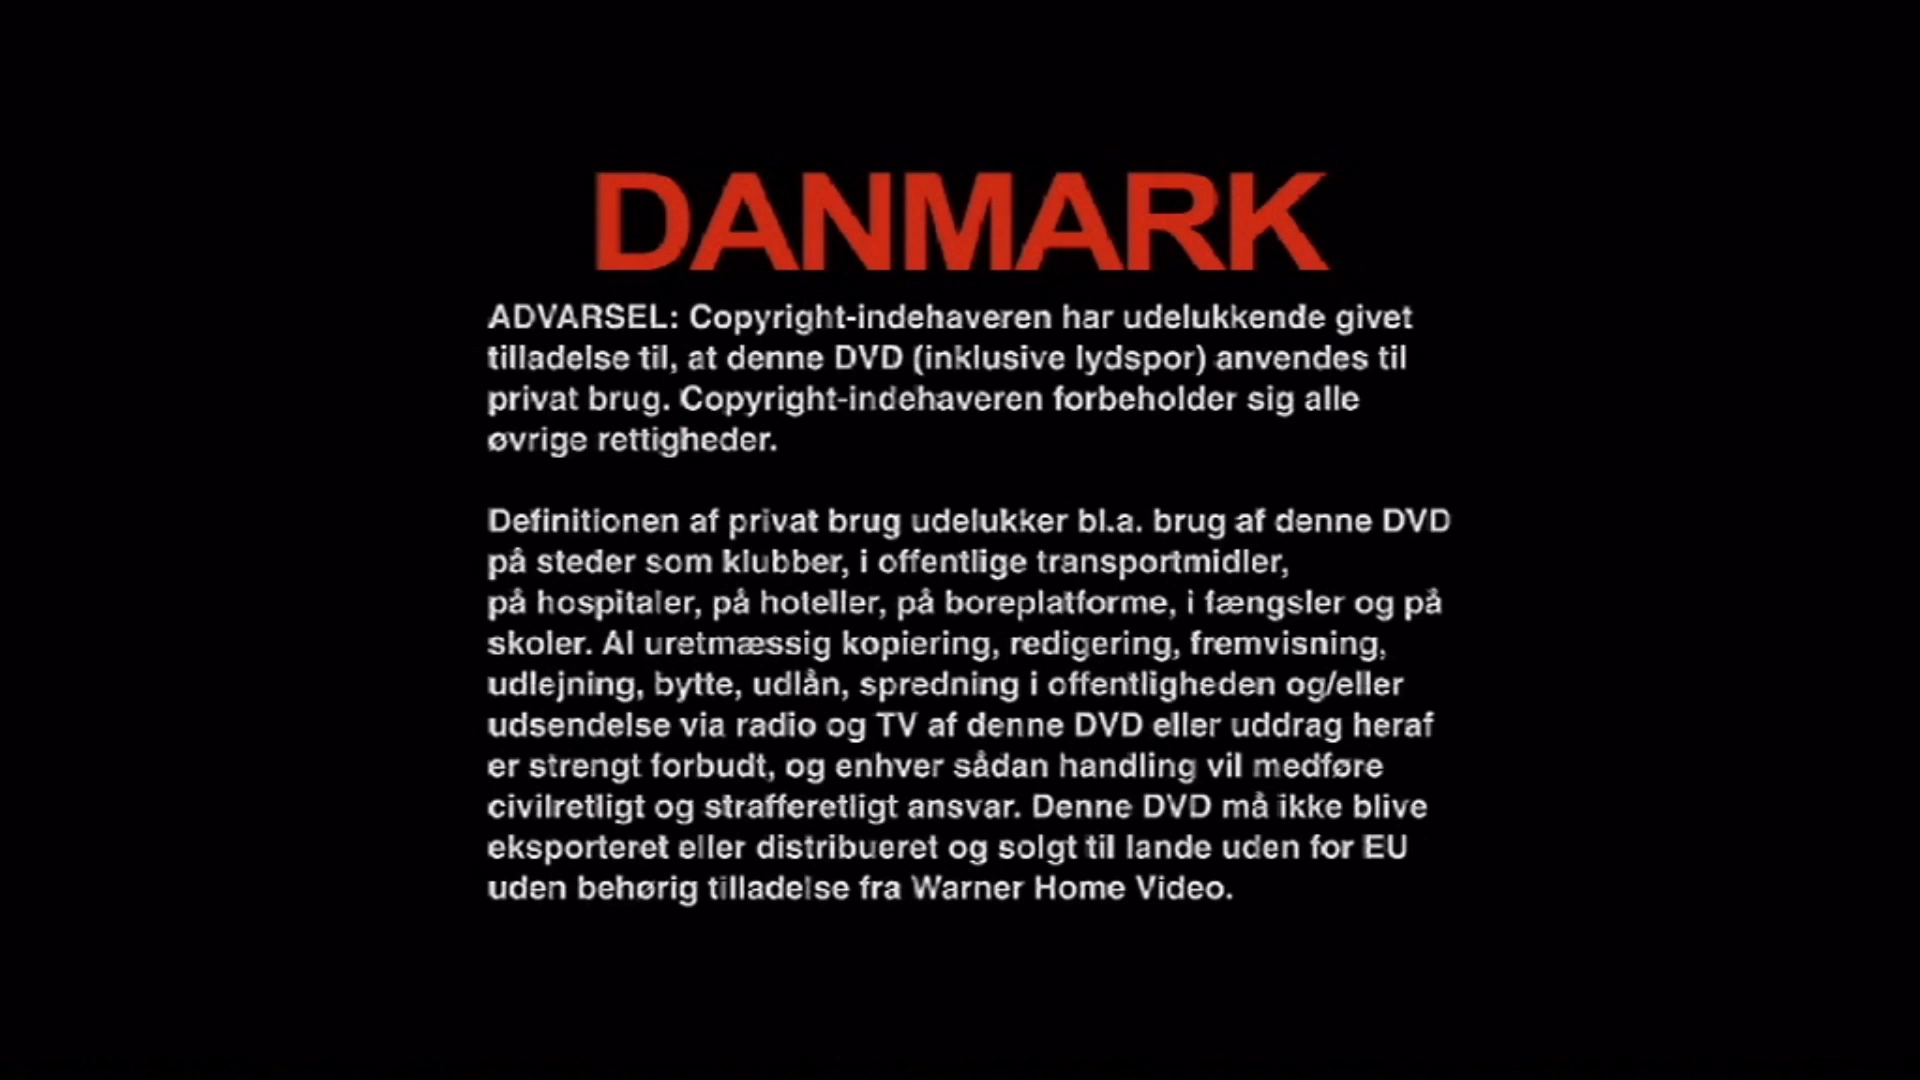 DANMARK
ADVARSEL: Copyright-indehaveren har udelukkende givet
tilladelse til, at denne DVD (inklusive lydspor) anvendes til
privat brug. Copyright-indehaveren forbeholder sig alle
øvrige rettigheder.
Definitionen af privat brug udelukker bl.a. brug af denne DVD
på steder som klubber, i offentlige transportmidler,
på hospitaler, på hoteller, på boreplatforme, i fængsler og på
skoler. Al uretmæssig kopiering, redigering, fremvisning,
udlejning, bytte, udlån, spredning i offentligheden og/eller
udsendelse via radio og TV af denne DVD eller uddrag heraf
er strengt forbudt, og enhver sådan handling vil medføre
civilretligt og strafferetligt ansvar. Denne DVD må ikke blive
eksporteret eller distribueret og solgt til lande uden for EU
uden behørig tilladelse fra Warner Home Video.